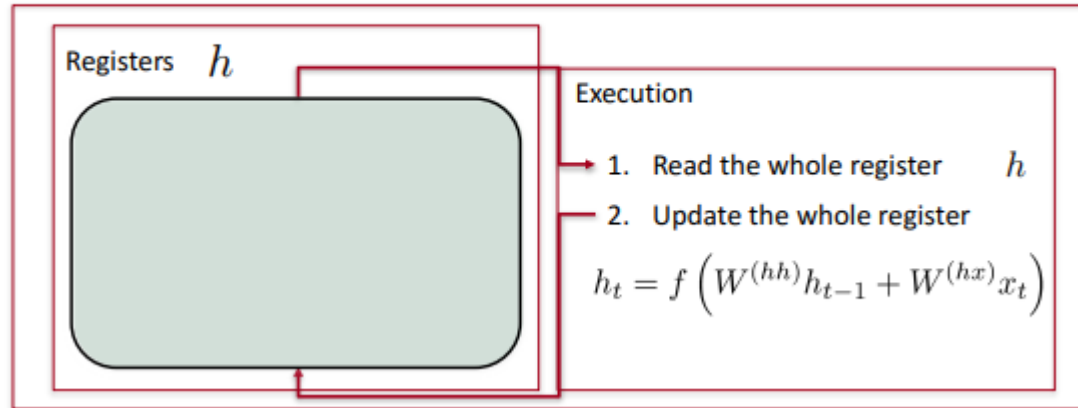 Registers h
Execution
1. Read the whole register h
2. Update the whole register
h_t = f(W^{(hh)}h_{t-1} + W^{(hx)}x_t)